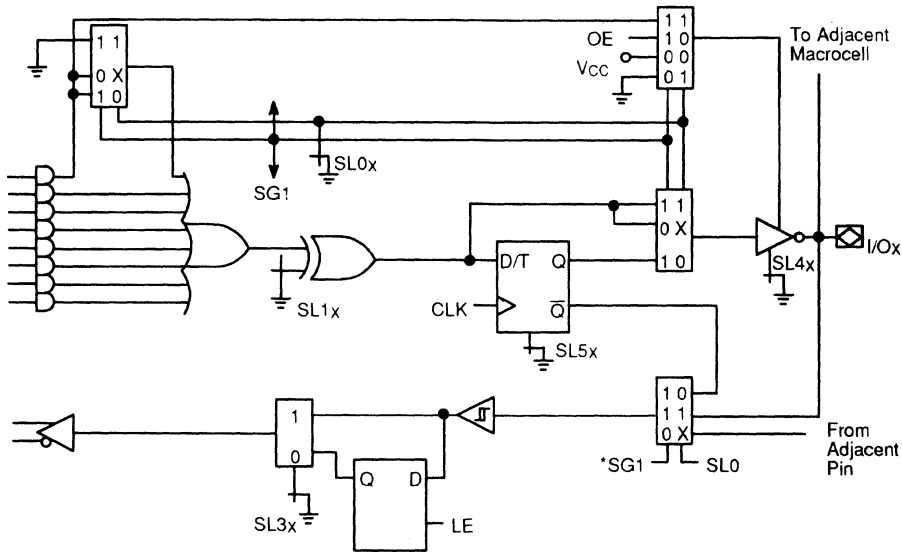 1 1
0 X
1 0
1 1
OE 1 0
VCC 0 0
0 1
To Adjacent
Macrocell
SG1
SL0x
1 1
0 X
1 0
I/Ox
SL4x
SL1x
D/T Q
CLK Q
SL5x
1 0
1 1
0 X
*SG1 SL0
From
Adjacent
Pin
1
0
SL3x
Q D
LE